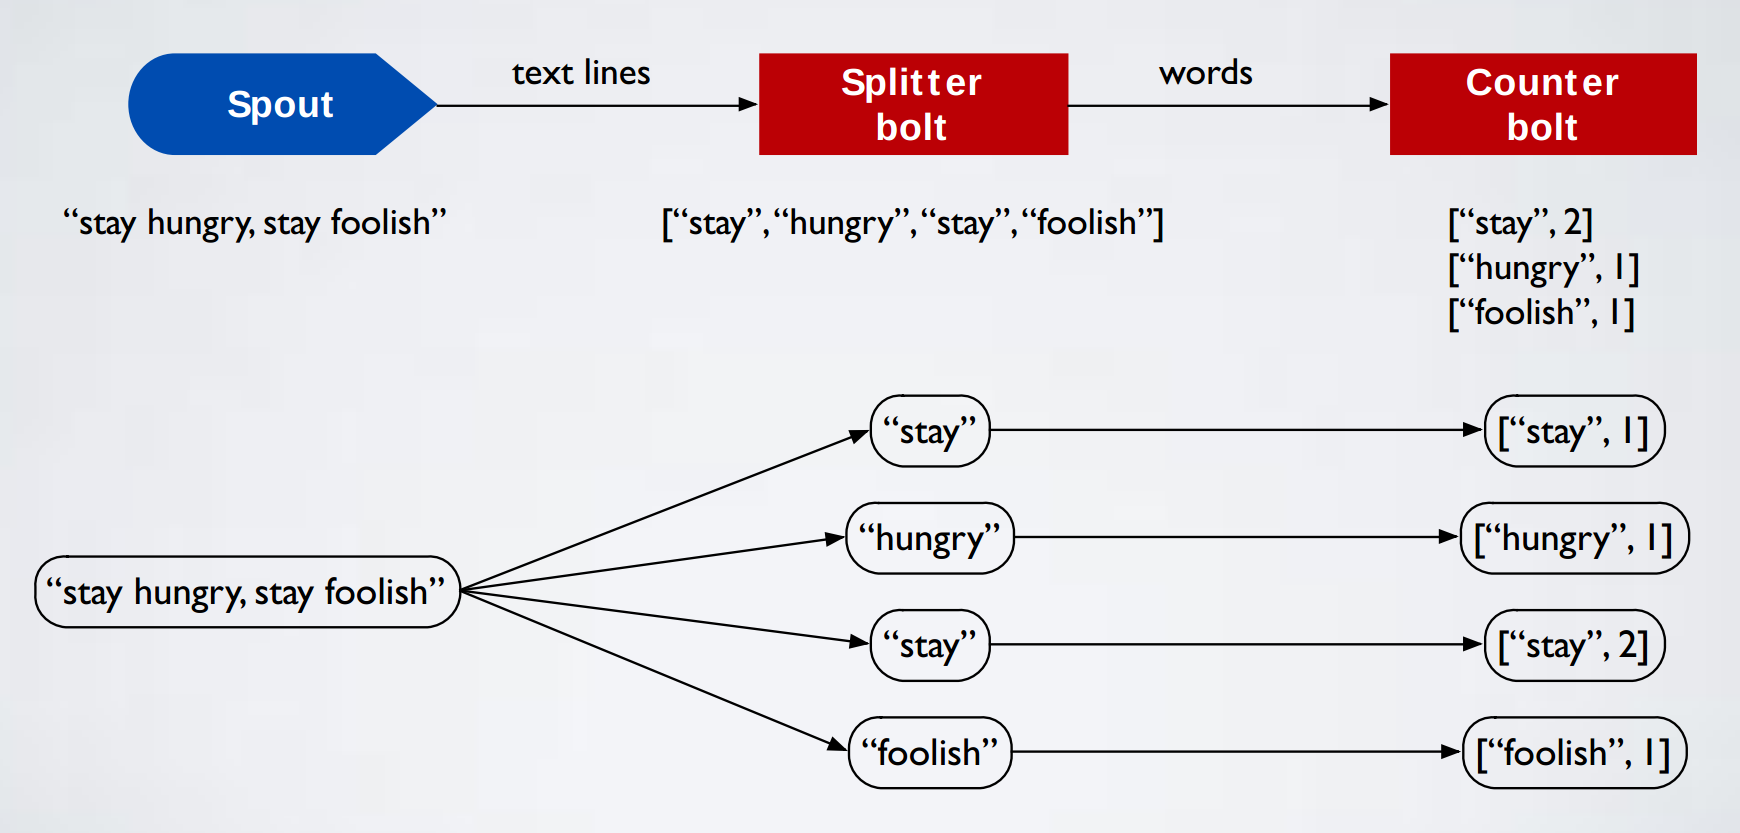 Spout
text lines
Splitter
bolt
words
Counter
bolt
“stay hungry, stay foolish”
[“stay”, “hungry”, “stay”, “foolish”]
[“stay”, 2]
[“hungry”, 1]
[“foolish”, 1]
“stay hungry, stay foolish”
“stay”
[“stay”, 1]
“hungry”
[“hungry”, 1]
“stay”
[“stay”, 2]
“foolish”
[“foolish”, 1]